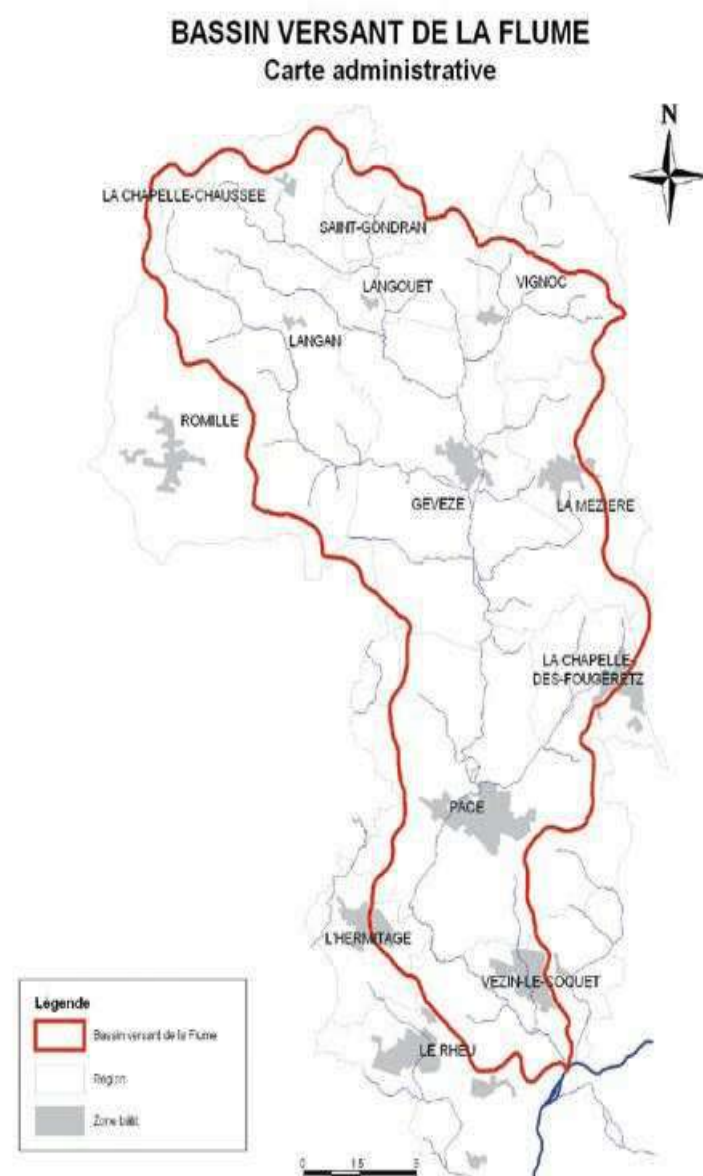 BASSIN VERSANT DE LA FLUME
Carte administrative
N
LA CHAPELLE-CHAUSSEE
SAINT-GONDRAN
LANGOUET
VIGNOC
LANGAN
ROMILLE
GEVEZE
LA MEZIERE
LA CHAPELLE-
DES-FOUGERETZ
PACE
L'HERMITAGE
VEZIN-LE-COQUET
LE RHEU
Légende
Bassin versant de la Flume
Région
Zone bâtit
0 1.5 3